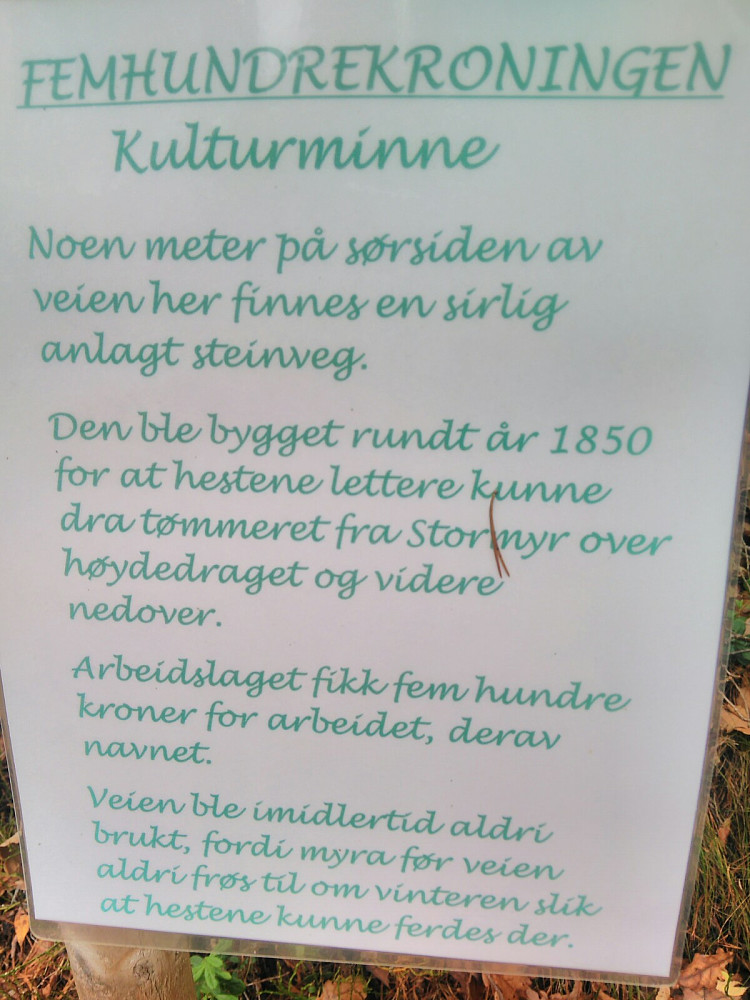 FEMHUNDREKRONINGEN
Kulturminne
Noen meter på sørsiden av
veien her finnes en sirlig
anlagt steinveg.
Den ble bygget rundt år 1850
for at hestene lettere kunne
dra tømmeret fra Stormyr over
høydedraget og videre
nedover.
Arbeidslaget fikk fem hundre
kroner for arbeidet, derav
navnet.
Veien ble imidlertid aldri
brukt, fordi myra før veien
aldri frøs til om vinteren slik
at hestene kunne ferdes der.